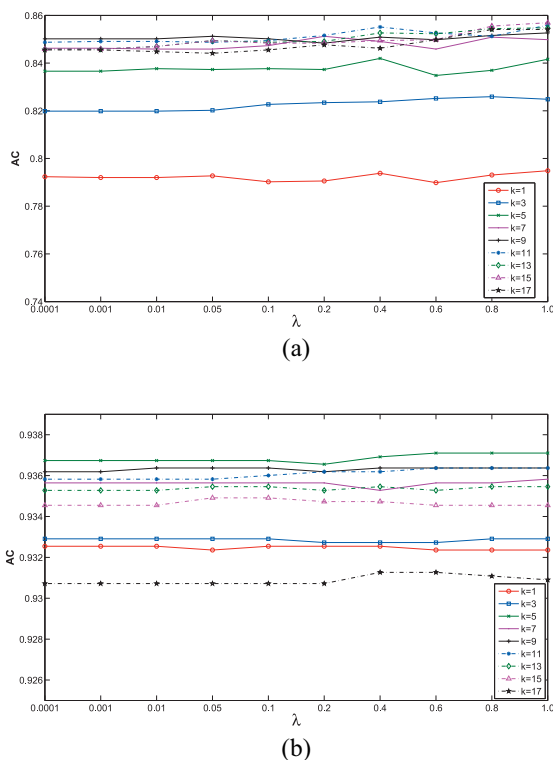 0.86
0.84
0.82
0.8
0.78
0.76
0.74
AC
k=1
k=3
k=5
k=7
k=9
k=11
k=13
k=15
k=17
0.0001 0.001 0.01 0.05 0.1 0.2 0.4 0.6 0.8 1.0
λ
(a)
0.938
0.936
0.934
0.932
0.93
0.928
0.926
AC
k=1
k=3
k=5
k=7
k=9
k=11
k=13
k=15
k=17
0.0001 0.001 0.01 0.05 0.1 0.2 0.4 0.6 0.8 1.0
λ
(b)